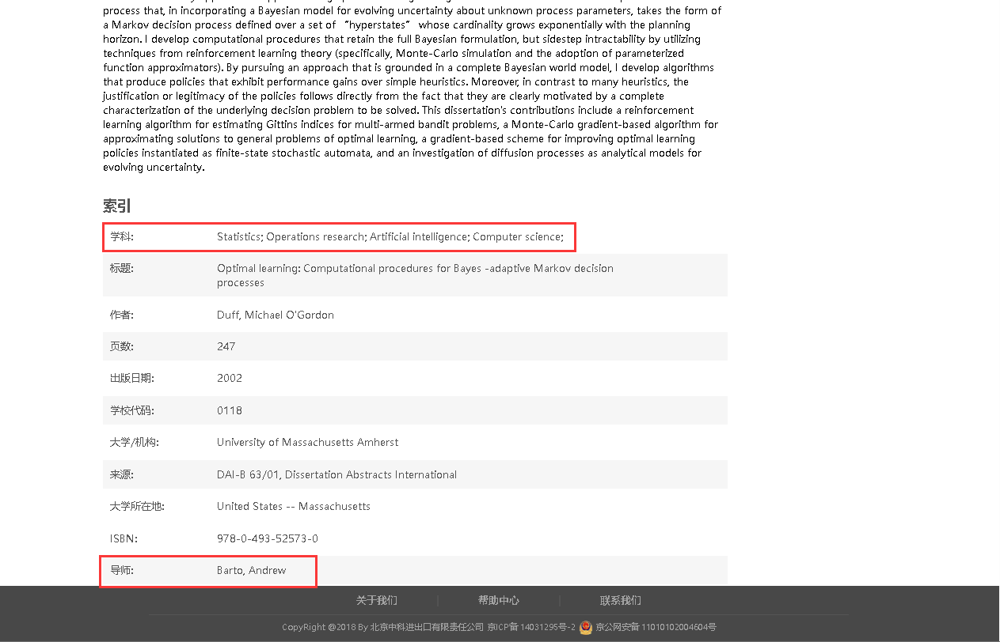 process that, in incorporating a Bayesian model for evolving uncertainty about unknown process parameters, takes the form of
a Markov decision process defined over a set of “hyperstates” whose cardinality grows exponentially with the planning
horizon. I develop computational procedures that retain the full Bayesian formulation, but sidestep intractability by utilizing
techniques from reinforcement learning theory (specifically, Monte-Carlo simulation and the adoption of parameterized
function approximators). By pursuing an approach that is grounded in a complete Bayesian world model, I develop algorithms
that produce policies that exhibit performance gains over simple heuristics. Moreover, in contrast to many heuristics, the
justification or legitimacy of the policies follows directly from the fact that they are clearly motivated by a complete
characterization of the underlying decision problem to be solved. This dissertation's contributions include a reinforcement
learning algorithm for estimating Gittins indices for multi-armed bandit problems, a Monte-Carlo gradient-based algorithm for
approximating solutions to general problems of optimal learning, a gradient-based scheme for improving optimal learning
policies instantiated as finite-state stochastic automata, and an investigation of diffusion processes as analytical models for
evolving uncertainty.
索引
学科: Statistics; Operations research; Artificial intelligence; Computer science;
标题: Optimal learning: Computational procedures for Bayes -adaptive Markov decision
processes
作者: Duff, Michael O'Gordon
页数: 247
出版日期: 2002
学校代码: 0118
大学/机构: University of Massachusetts Amherst
来源: DAI-B 63/01, Dissertation Abstracts International
大学所在地: United States -- Massachusetts
ISBN: 978-0-493-52573-0
导师: Barto, Andrew
关于我们 | 帮助中心 | 联系我们
CopyRight @2018 By 北京中科进出口有限责任公司 京ICP备14031295号-2 京公网安备 11010102004604号